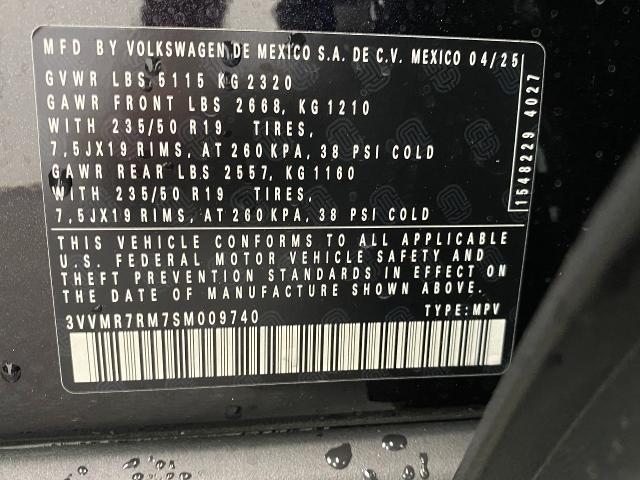 MFD BY VOLKSWAGEN DE MEXICO S.A. DE C.V. MEXICO 04/25
GVWR LBS 5115 KG 2320
GAWR FRONT LBS 2668, KG 1210
WITH 235/50 R19 TIRES,
7,5JX19 RIMS, AT 260 KPA, 38 PSI COLD
GAWR REAR LBS 2557, KG 1160
WITH 235/50 R19 TIRES,
7,5JX19 RIMS, AT 260 KPA, 38 PSI COLD
1548229 4027
THIS VEHICLE CONFORMS TO ALL APPLICABLE
U.S. FEDERAL MOTOR VEHICLE SAFETY AND
THEFT PREVENTION STANDARDS IN EFFECT ON
THE DATE OF MANUFACTURE SHOWN ABOVE.
3VVMR7RM7SM009740 TYPE: MPV